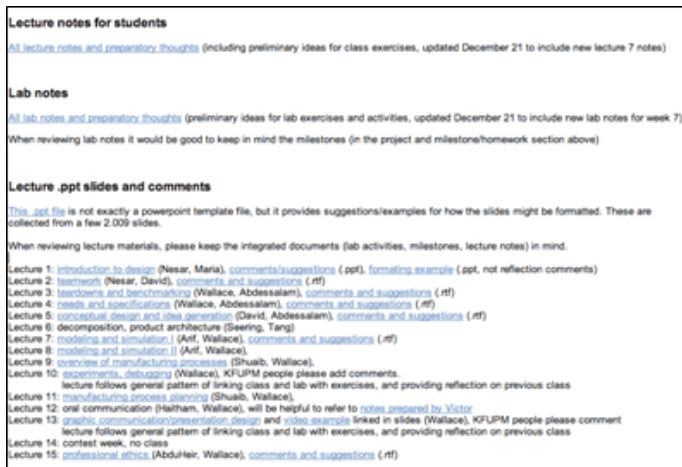 Lecture notes for students
All lecture notes and preparatory thoughts (including preliminary ideas for class exercises, updated December 21 to include new lecture 7 notes)
Lab notes
All lab notes and preparatory thoughts (preliminary ideas for lab exercises and activities, updated December 21 to include new lab notes for week 7)
When reviewing lab notes it would be good to keep in mind the milestones (in the project and milestone/homework section above)
Lecture .ppt slides and comments
This .ppt file is not exactly a powerpoint template file, but it provides suggestions/examples for how the slides might be formatted. These are
collected from a few 2.009 slides.
When reviewing lecture materials, please keep the integrated documents (lab activities, milestones, lecture notes) in mind.
Lecture 1: introduction to design (Nesar, Maria), comments/suggestions (.ppt), formating example (.ppt, not reflection comments)
Lecture 2: teamwork (Nesar, David), comments and suggestions (.rtf)
Lecture 3: teardowns and benchmarking (Wallace, Abdessalam), comments and suggestions (.rtf)
Lecture 4: needs and specifications (Wallace, Abdessalam), comments and suggestions (.rtf)
Lecture 5: conceptual design and idea generation (David, Abdessalam), comments and suggestions (.rtf)
Lecture 6: decomposition, product architecture (Seering, Tang)
Lecture 7: modeling and simulation I (Arif, Wallace), comments and suggestions (.rtf)
Lecture 8: modeling and simulation II (Arif, Wallace),
Lecture 9: overview of manufacturing processes (Shuaib, Wallace),
Lecture 10: experiments, debugging (Wallace), KFUPM people please add comments.
lecture follows general pattern of linking class and lab with exercises, and providing reflection on previous class
Lecture 11: manufacturing process planning (Shuaib, Wallace),
Lecture 12: oral communication (Haitham, Wallace), will be helpful to refer to notes prepared by Victor
Lecture 13: graphic communication/presentation design and video example linked in slides (Wallace), KFUPM people please comment
lecture follows general pattern of linking class and lab with exercises, and providing reflection on previous class
Lecture 14: contest week, no class
Lecture 15: professional ethics (AbduHeir, Wallace), comments and suggestions (.rtf)